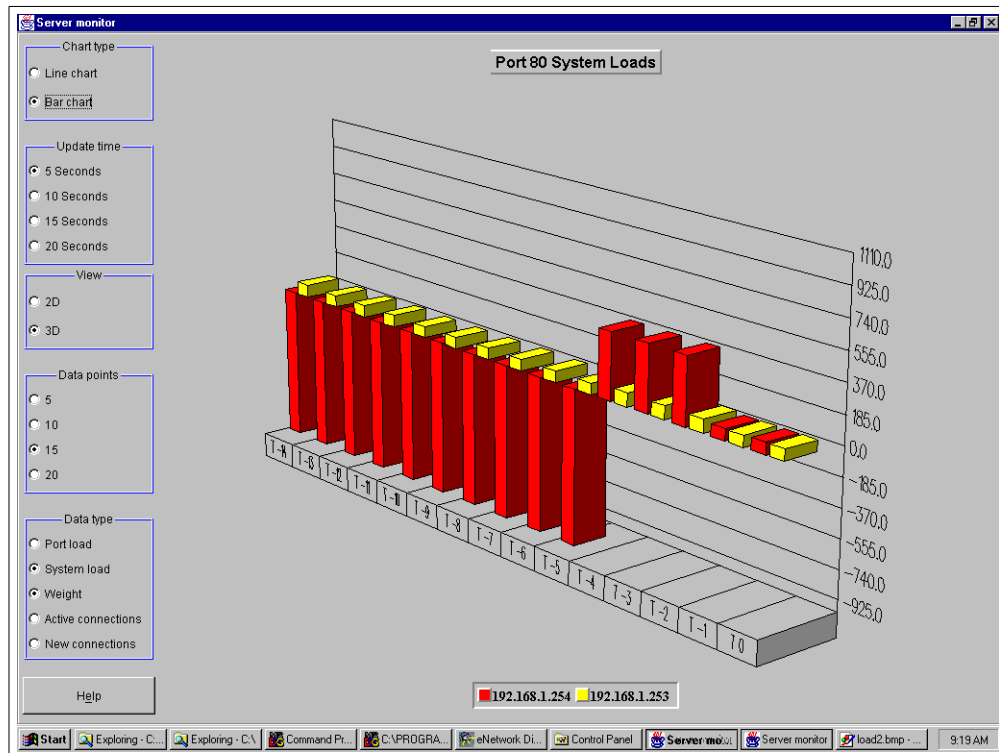 Server monitor
Chart type
Line chart
Bar chart
Update time
5 Seconds
10 Seconds
15 Seconds
20 Seconds
View
2D
3D
Data points
5
10
15
20
Data type
Port load
System load
Weight
Active connections
New connections
Help
Port 80 System Loads
1110.0
925.0
740.0
555.0
370.0
185.0
0.0
-185.0
-370.0
-555.0
-740.0
-925.0
T-14
T-13
T-12
T-11
T-10
T-9
T-8
T-7
T-6
T-5
T-4
T-3
T-2
T-1
T0
192.168.1.254 192.168.1.253
Start Exploring - C:... Exploring - C:\ Command Pr... C:\PROGRA... eNetwork Di... Control Panel Server mo... Server monitor load2.bmp - ... 9:19 AM